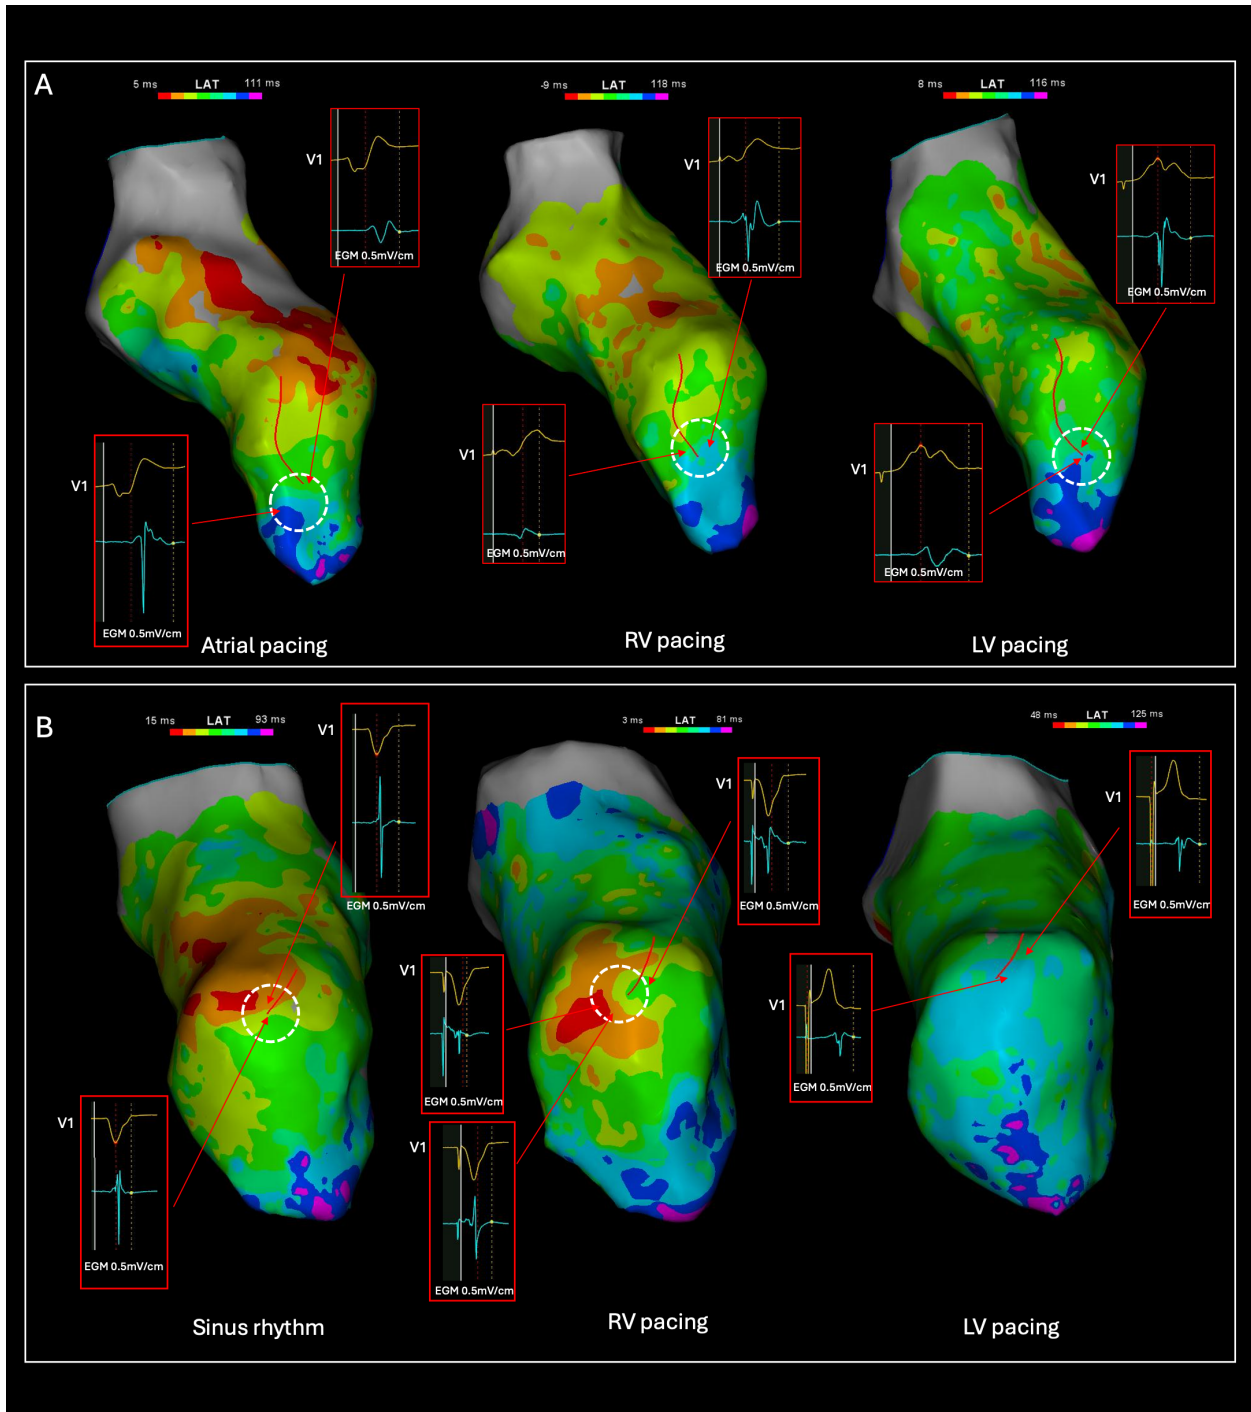 A
5 ms LAT 111 ms
-9 ms LAT 118 ms
8 ms LAT 116 ms
V1
EGM 0.5mV/cm
V1
EGM 0.5mV/cm
V1
EGM 0.5mV/cm
V1
EGM 0.5mV/cm
V1
EGM 0.5mV/cm
V1
EGM 0.5mV/cm
Atrial pacing
RV pacing
LV pacing
B
15 ms LAT 93 ms
3 ms LAT 81 ms
48 ms LAT 125 ms
V1
EGM 0.5mV/cm
V1
EGM 0.5mV/cm
V1
EGM 0.5mV/cm
V1
EGM 0.5mV/cm
V1
EGM 0.5mV/cm
V1
EGM 0.5mV/cm
V1
EGM 0.5mV/cm
Sinus rhythm
RV pacing
LV pacing